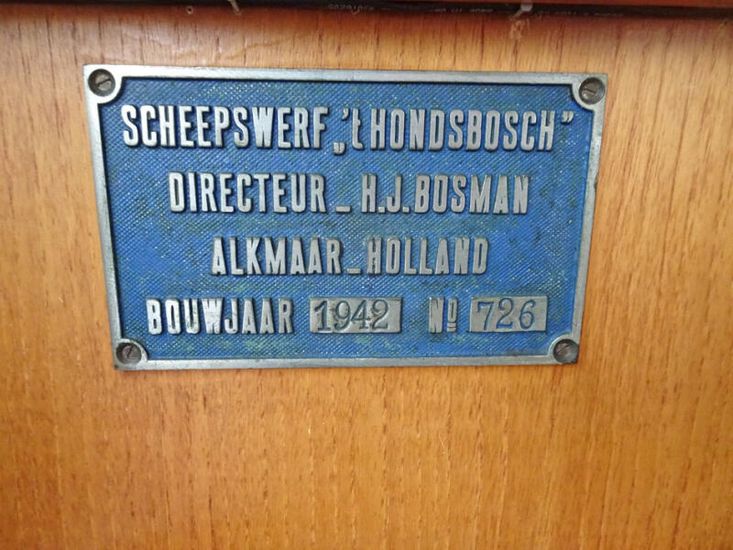 SCHEEPSWERF „'t HONDSBOSCH”
DIRECTEUR - H.J. BOSMAN
ALKMAAR - HOLLAND
BOUWJAAR 1942 No 726